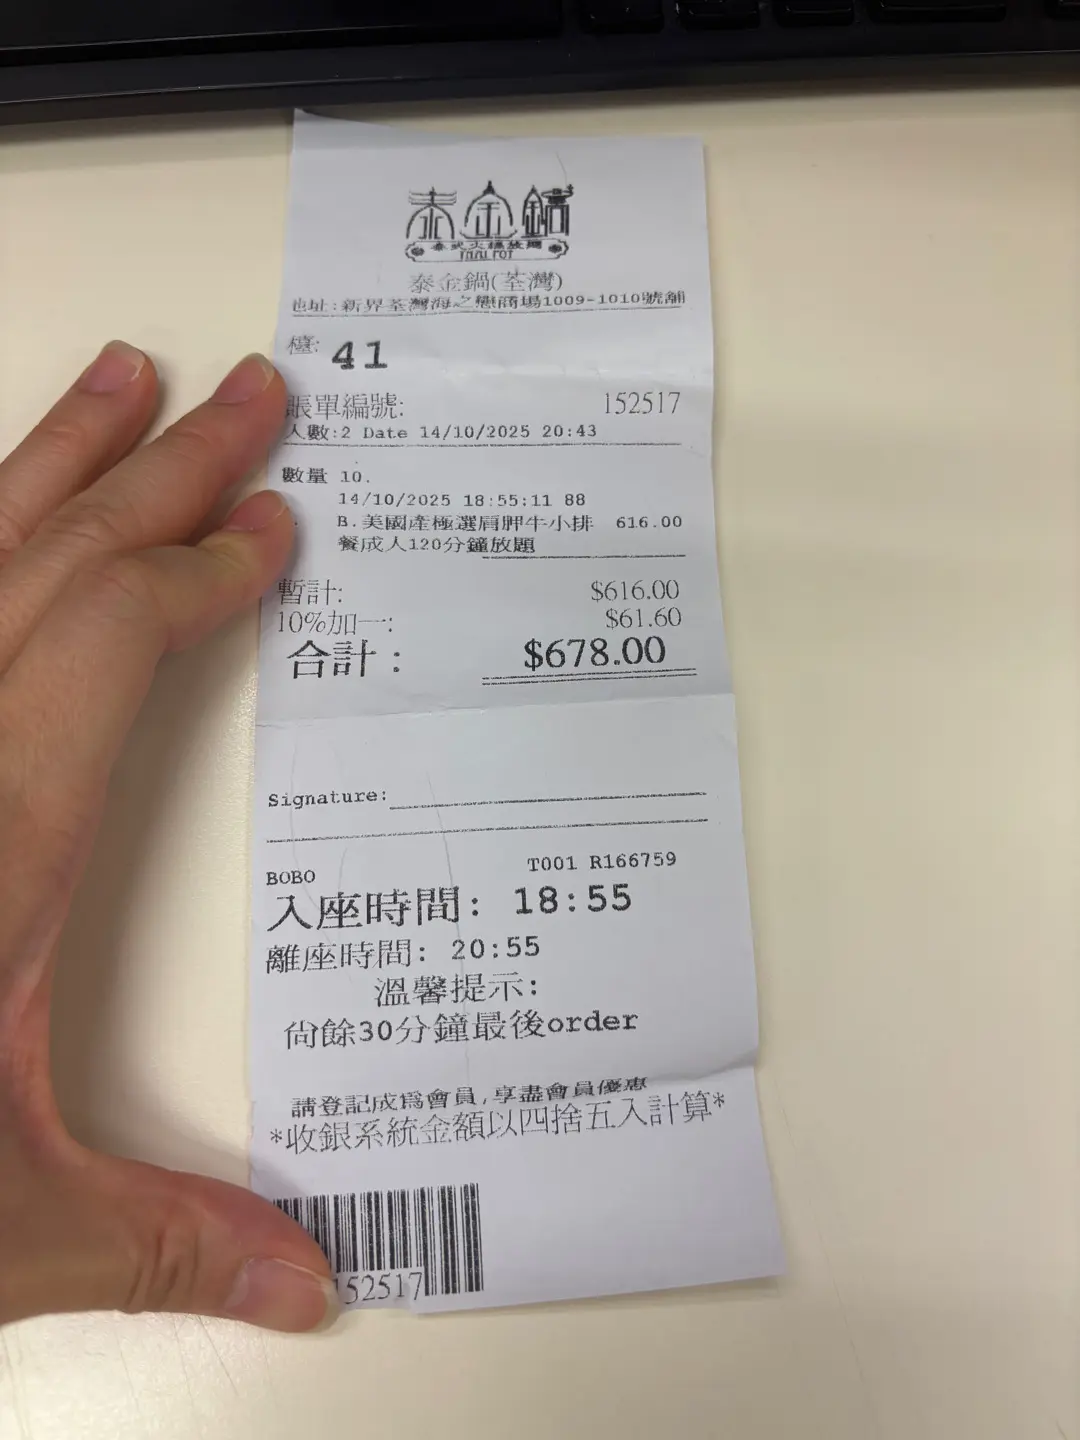 泰金鍋
泰式火鍋放題
THAI POT
泰金鍋(荃灣)
地址:新界荃灣海之戀商場1009-1010號舖
檯: 41
賬單編號: 152517
人數:2 Date 14/10/2025 20:43
數量 10.
14/10/2025 18:55:11 88
B.美國產極選肩胛牛小排 616.00
餐成人120分鐘放題
暫計: $616.00
10%加一: $61.60
合計: $678.00
Signature:
BOBO T001 R166759
入座時間: 18:55
離座時間: 20:55
溫馨提示:
尚餘30分鐘最後order
請登記成為會員,享盡會員優惠
*收銀系統金額以四捨五入計算*
152517